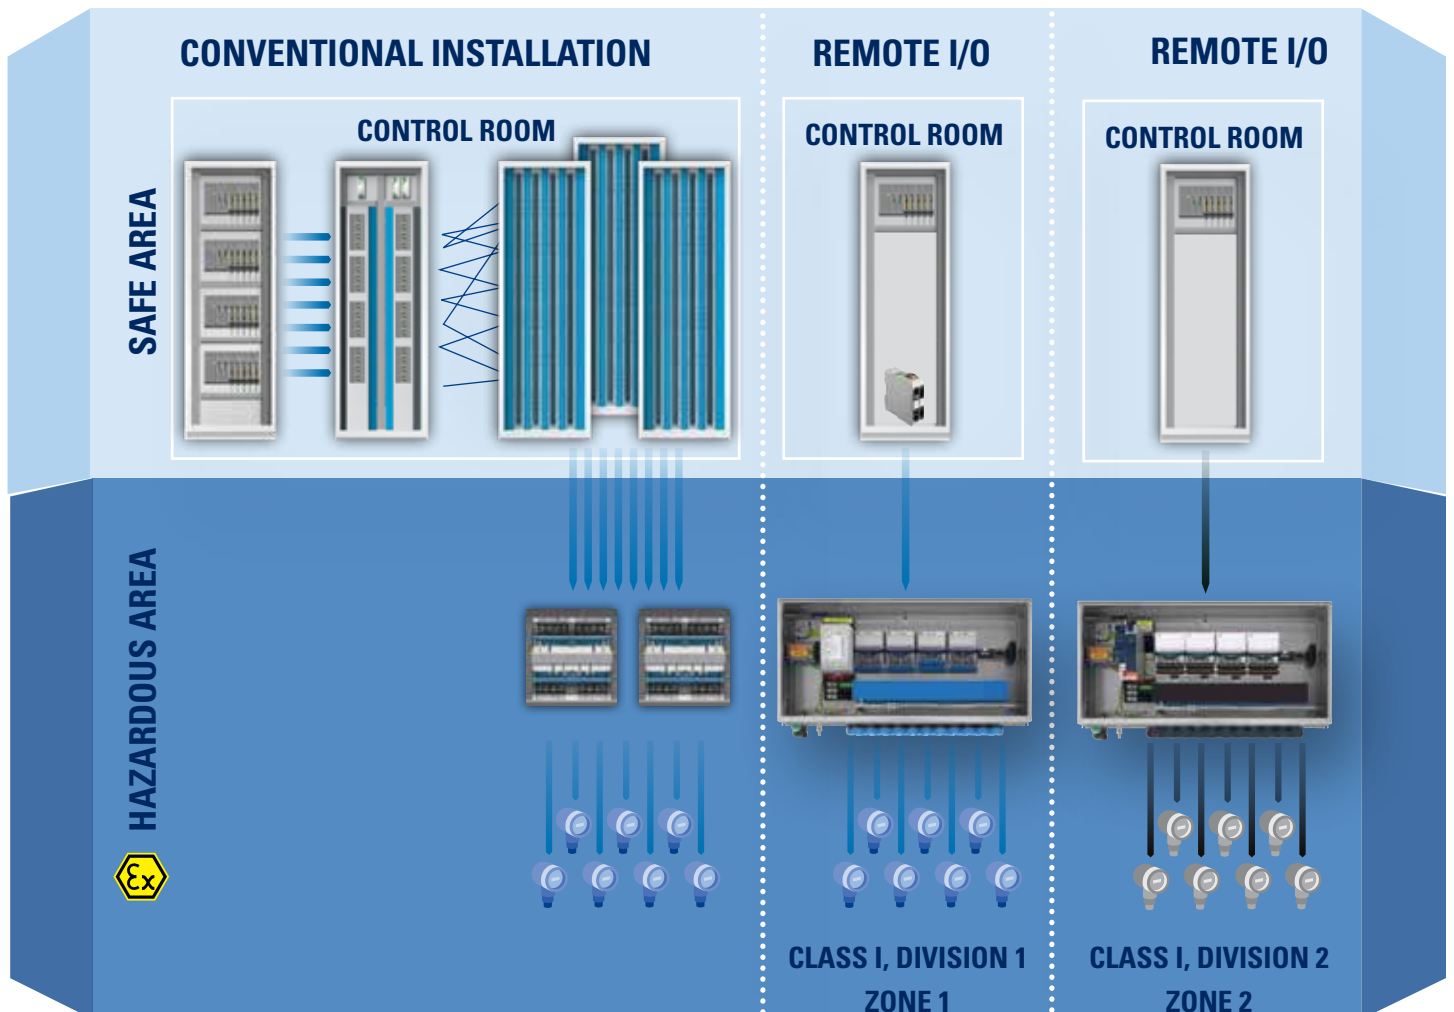 CONVENTIONAL INSTALLATION
REMOTE I/O
REMOTE I/O
CONTROL ROOM
CONTROL ROOM
CONTROL ROOM
SAFE AREA
HAZARDOUS AREA
Ex
CLASS I, DIVISION 1
ZONE 1
CLASS I, DIVISION 2
ZONE 2